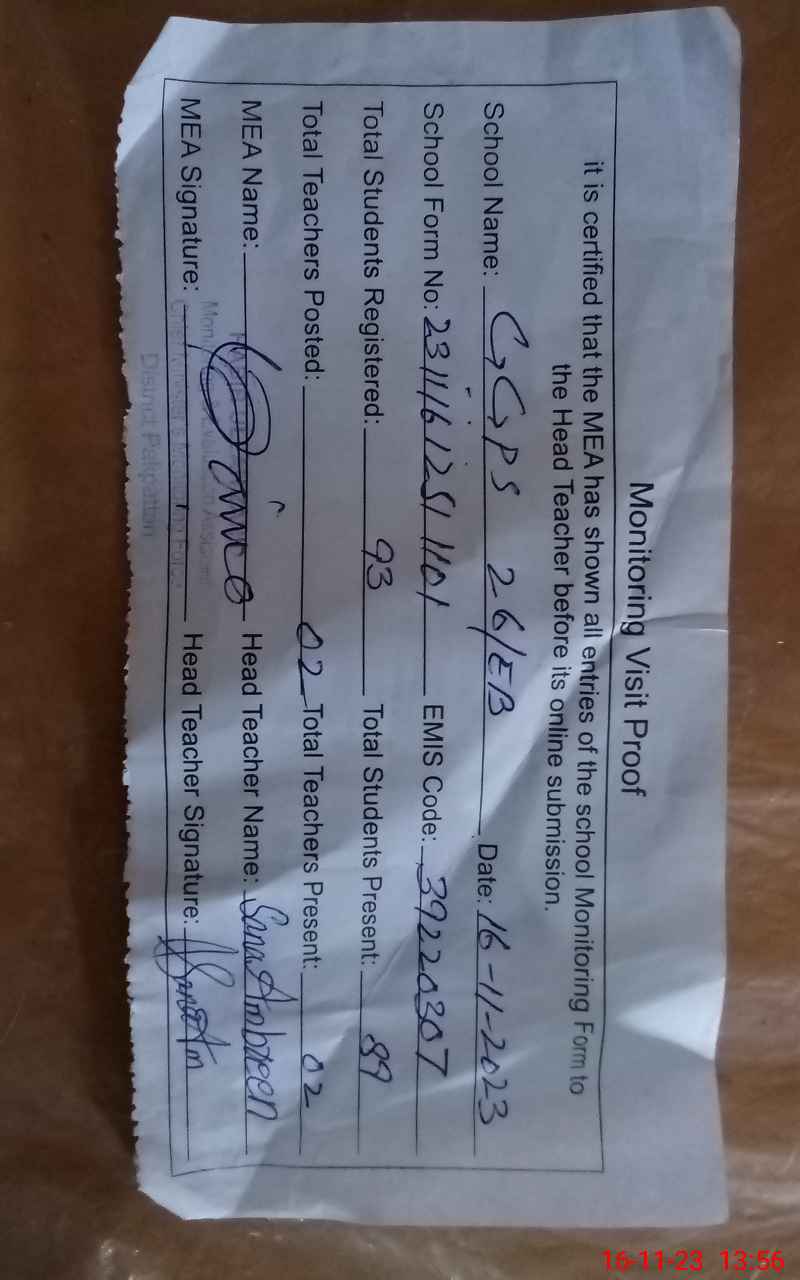 Monitoring Visit Proof
it is certified that the MEA has shown all entries of the school Monitoring Form to
the Head Teacher before its online submission.
School Name: GGPS 26/EB Date: 16-11-2023
School Form No: 23111612511101 EMIS Code: 39220307
Total Students Registered: 93 Total Students Present: 89
Total Teachers Posted: 02 Total Teachers Present: 02
MEA Name: Head Teacher Name: Sana Ambreen
MEA Signature: Head Teacher Signature: Sana Am
District Pakpattan
16-11-23 13:56